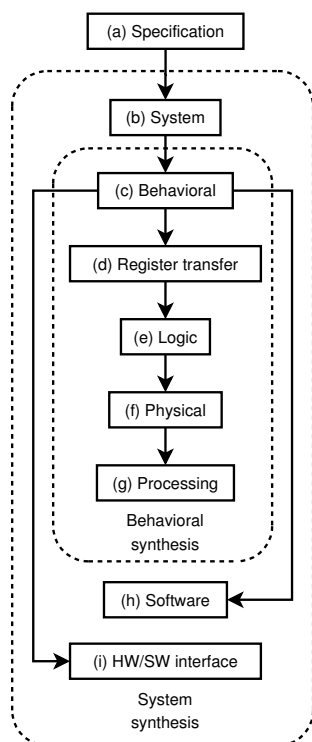 (a) Specification
(b) System
(c) Behavioral
(d) Register transfer
(e) Logic
(f) Physical
(g) Processing
Behavioral
synthesis
(h) Software
(i) HW/SW interface
System
synthesis